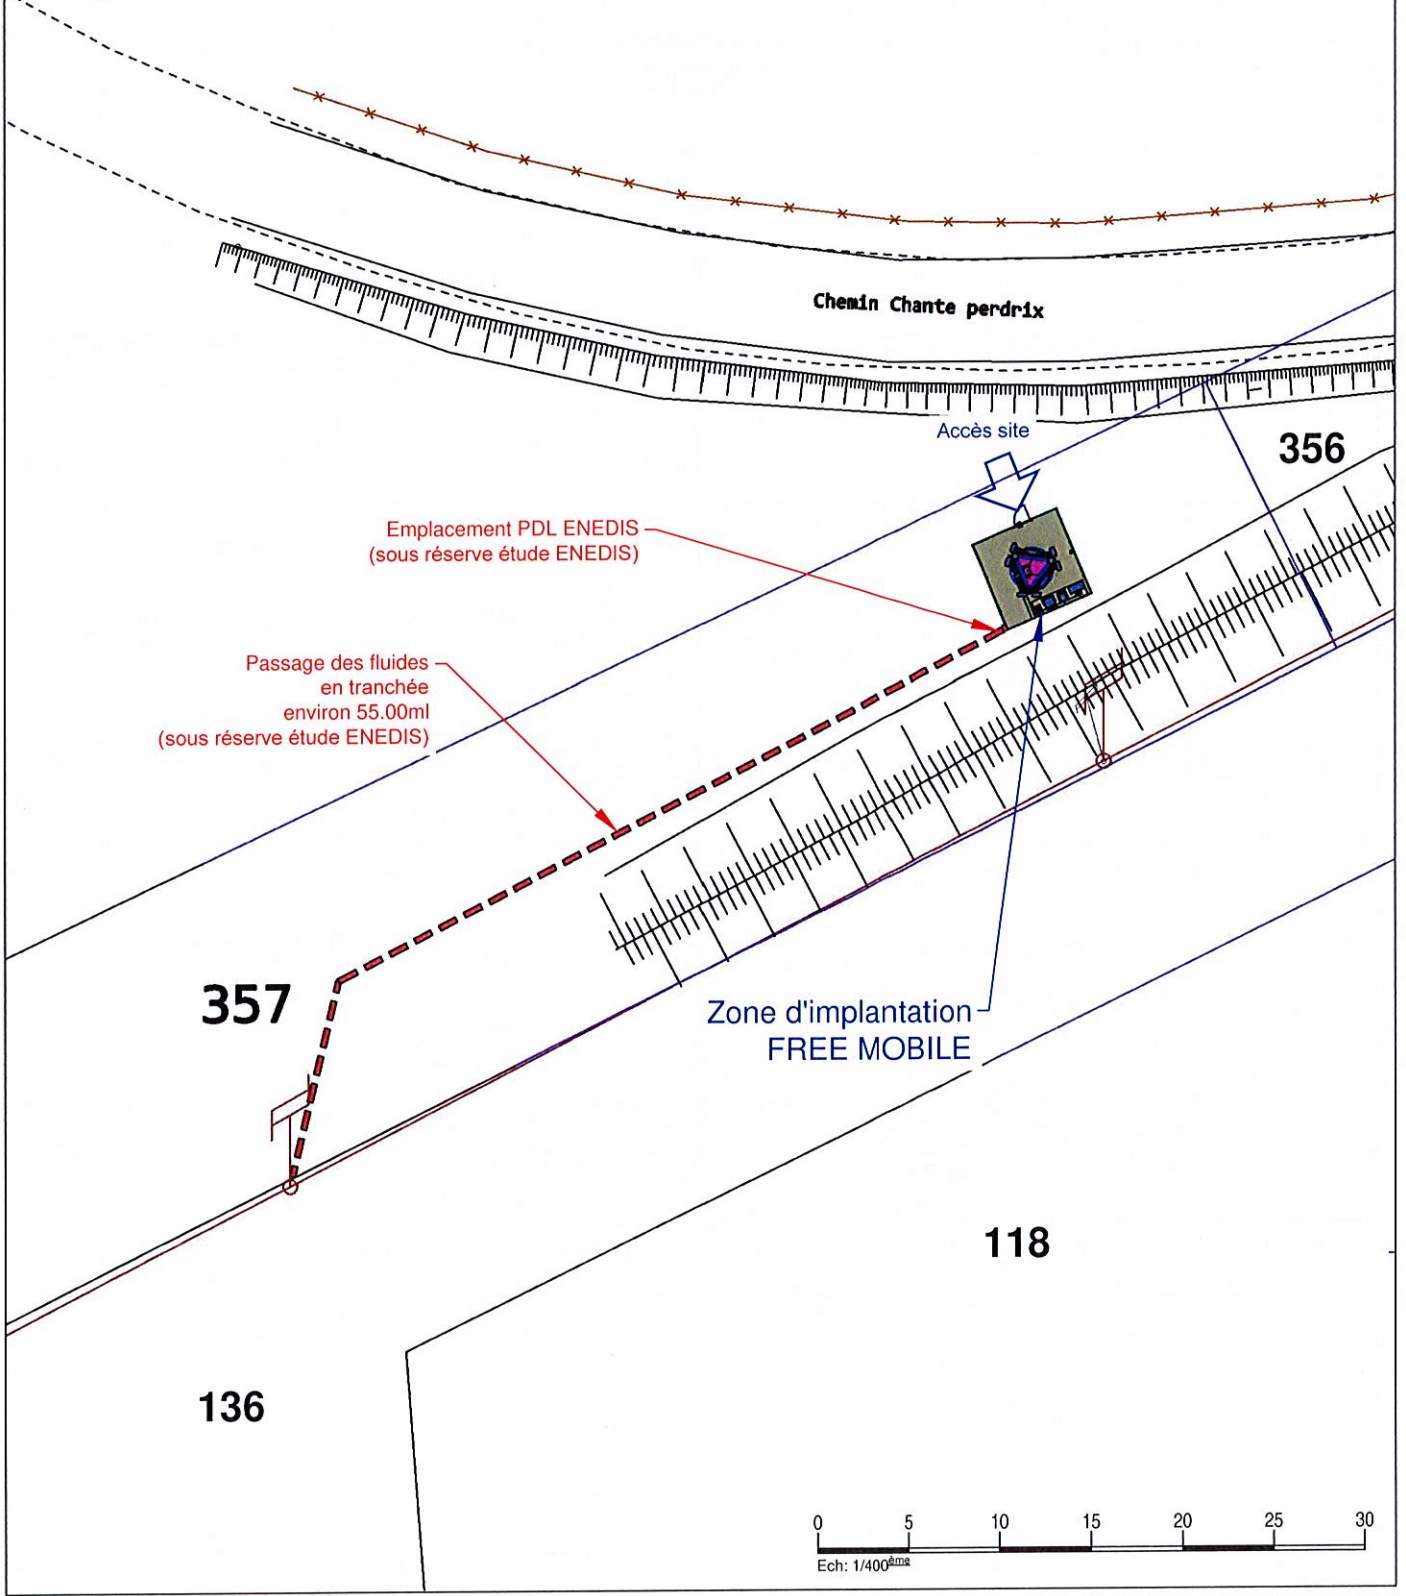 Chemin Chante perdrix
Accès site
356
Emplacement PDL ENEDIS
(sous réserve étude ENEDIS)
Passage des fluides
en tranchée
environ 55.00ml
(sous réserve étude ENEDIS)
357
Zone d'implantation
FREE MOBILE
118
136
0 5 10 15 20 25 30
Ech: 1/400ème